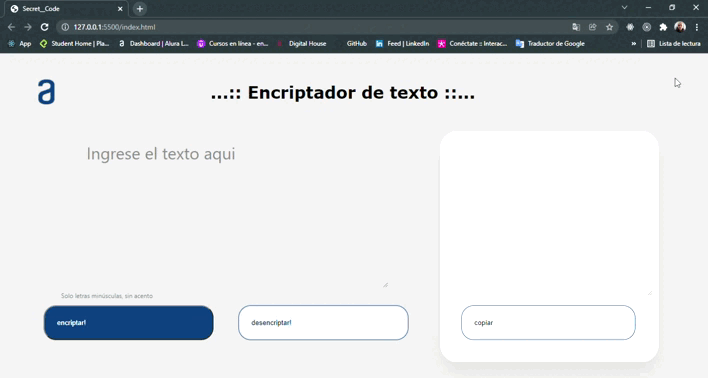 Secret_Code
127.0.0.1:5500/index.html
App
Student Home | Pla...
Dashboard | Alura L...
Cursos en línea - en...
Digital House
GitHub
Feed | LinkedIn
Conéctate :: Interac...
Traductor de Google
»
Lista de lectura
a
...:: Encriptador de texto ::...
Ingrese el texto aqui
Solo letras minúsculas, sin acento
encriptar!
desencriptar!
copiar